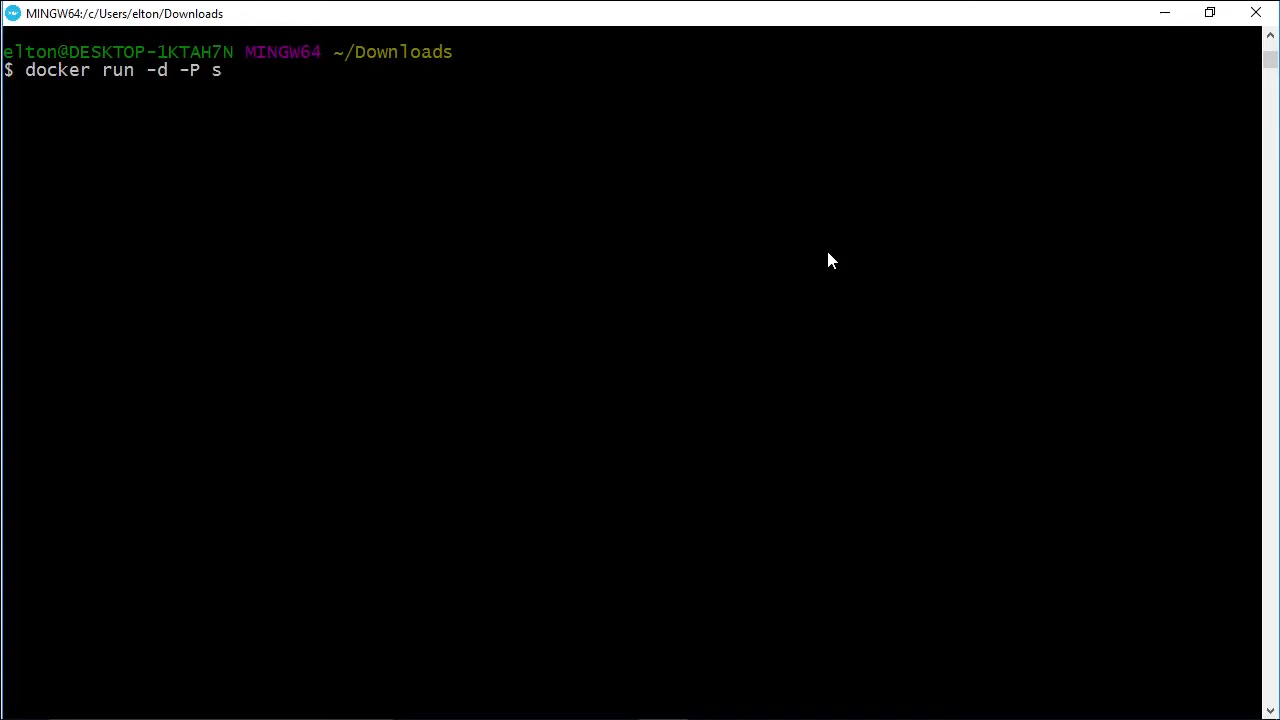 MINGW64:/c/Users/elton/Downloads
elton@DESKTOP-1KTAH7N MINGW64 ~/Downloads
$ docker run -d -P s